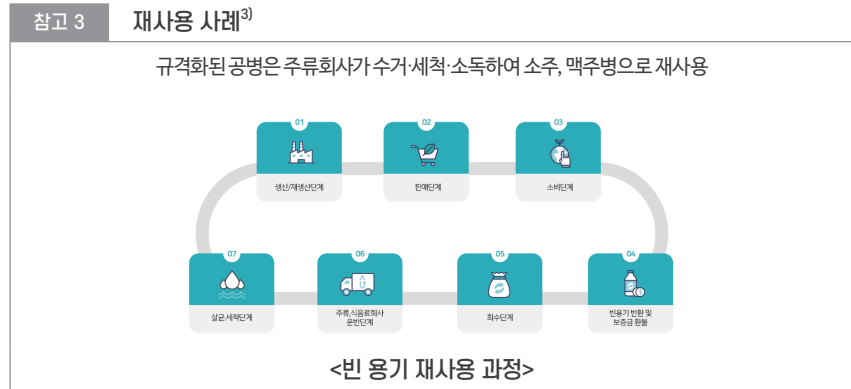 참고 3
재사용 사례3)
규격화된 공병은 주류회사가 수거·세척·소독하여 소주, 맥주병으로 재사용
01
생산/재생산단계
02
판매단계
03
소비단계
07
살균.세척단계
06
주류,식음료회사
운반단계
05
회수단계
04
빈용기 반환 및
보증금 환불
<빈 용기 재사용 과정>